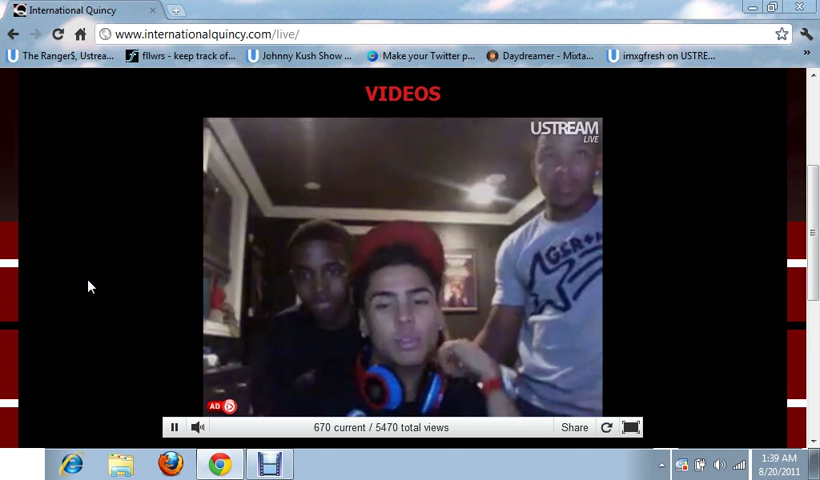 International Quincy
www.internationalquincy.com/live/
The Ranger$, Ustrea...
fllwrs - keep track of...
Johnny Kush Show ...
Make your Twitter p...
Daydreamer - Mixta...
imxgfresh on USTRE...
VIDEOS
USTREAM
LIVE
AD
670 current / 5470 total views
Share
1:39 AM
8/20/2011